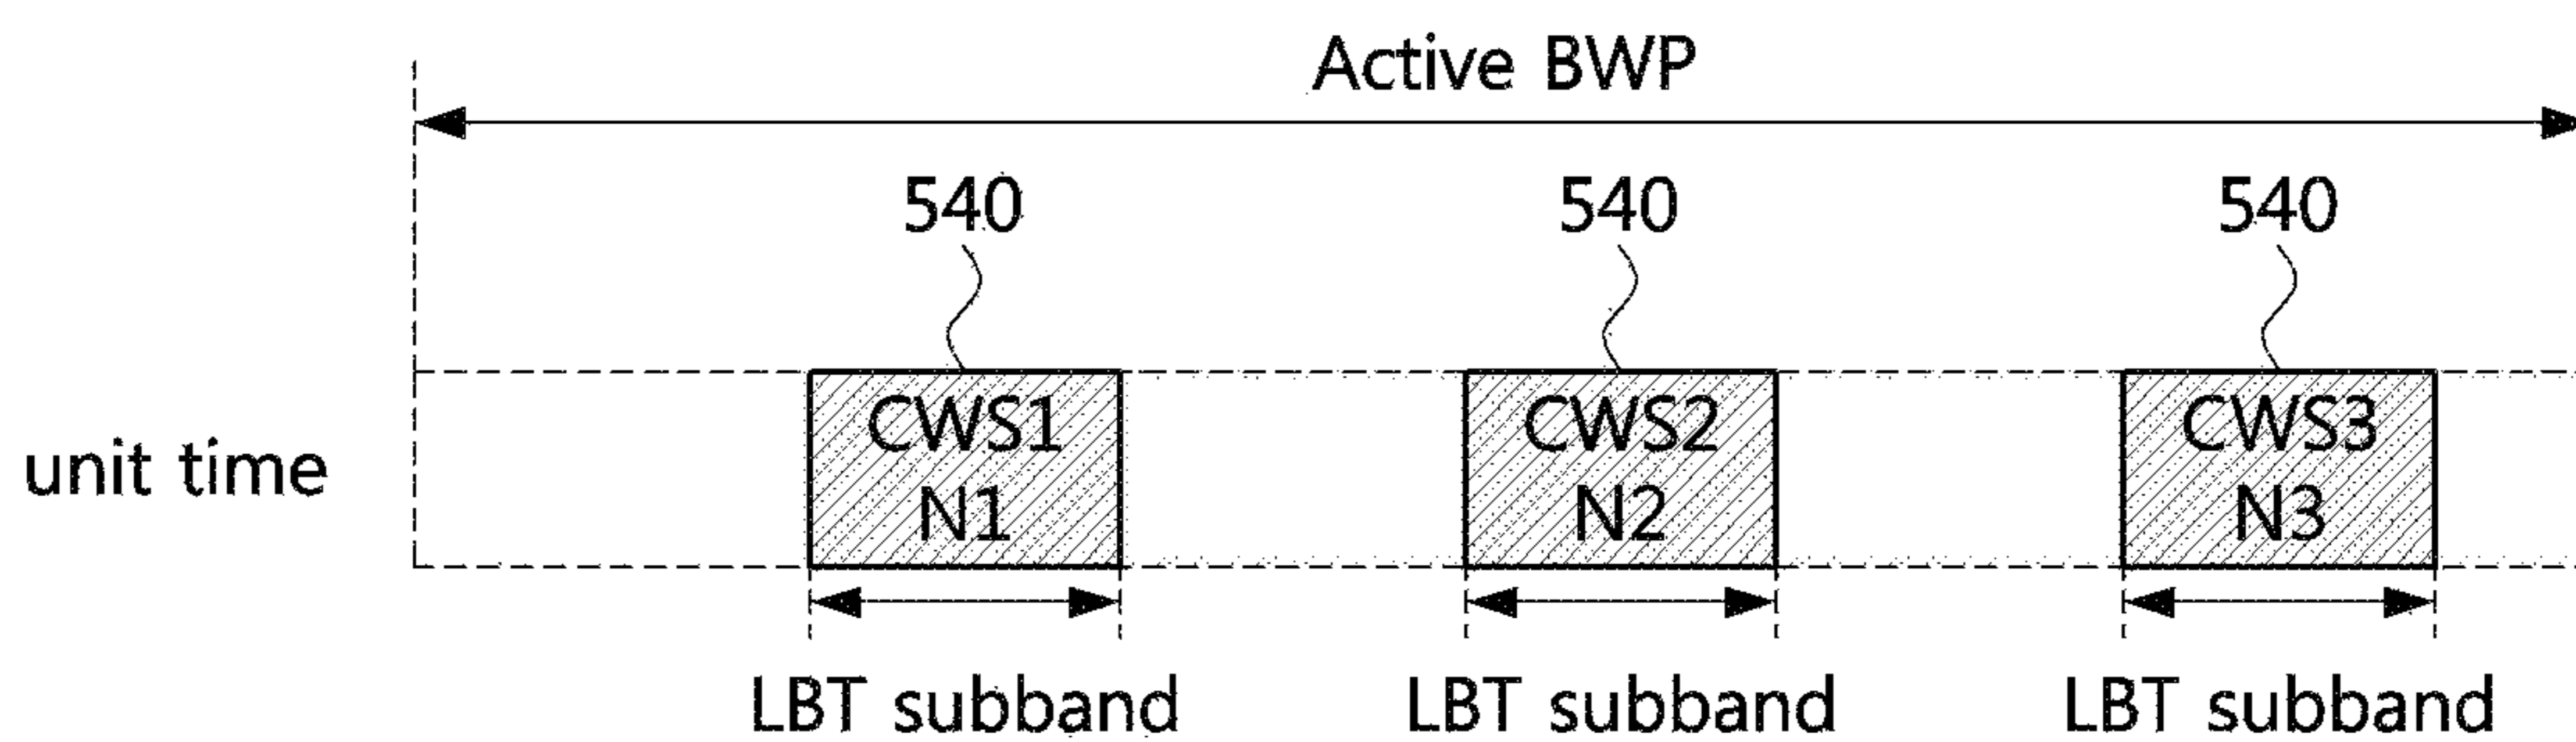 Active BWP
540 540 540
unit time
CWS1 CWS2 CWS3
N1 N2 N3
LBT subband LBT subband LBT subband